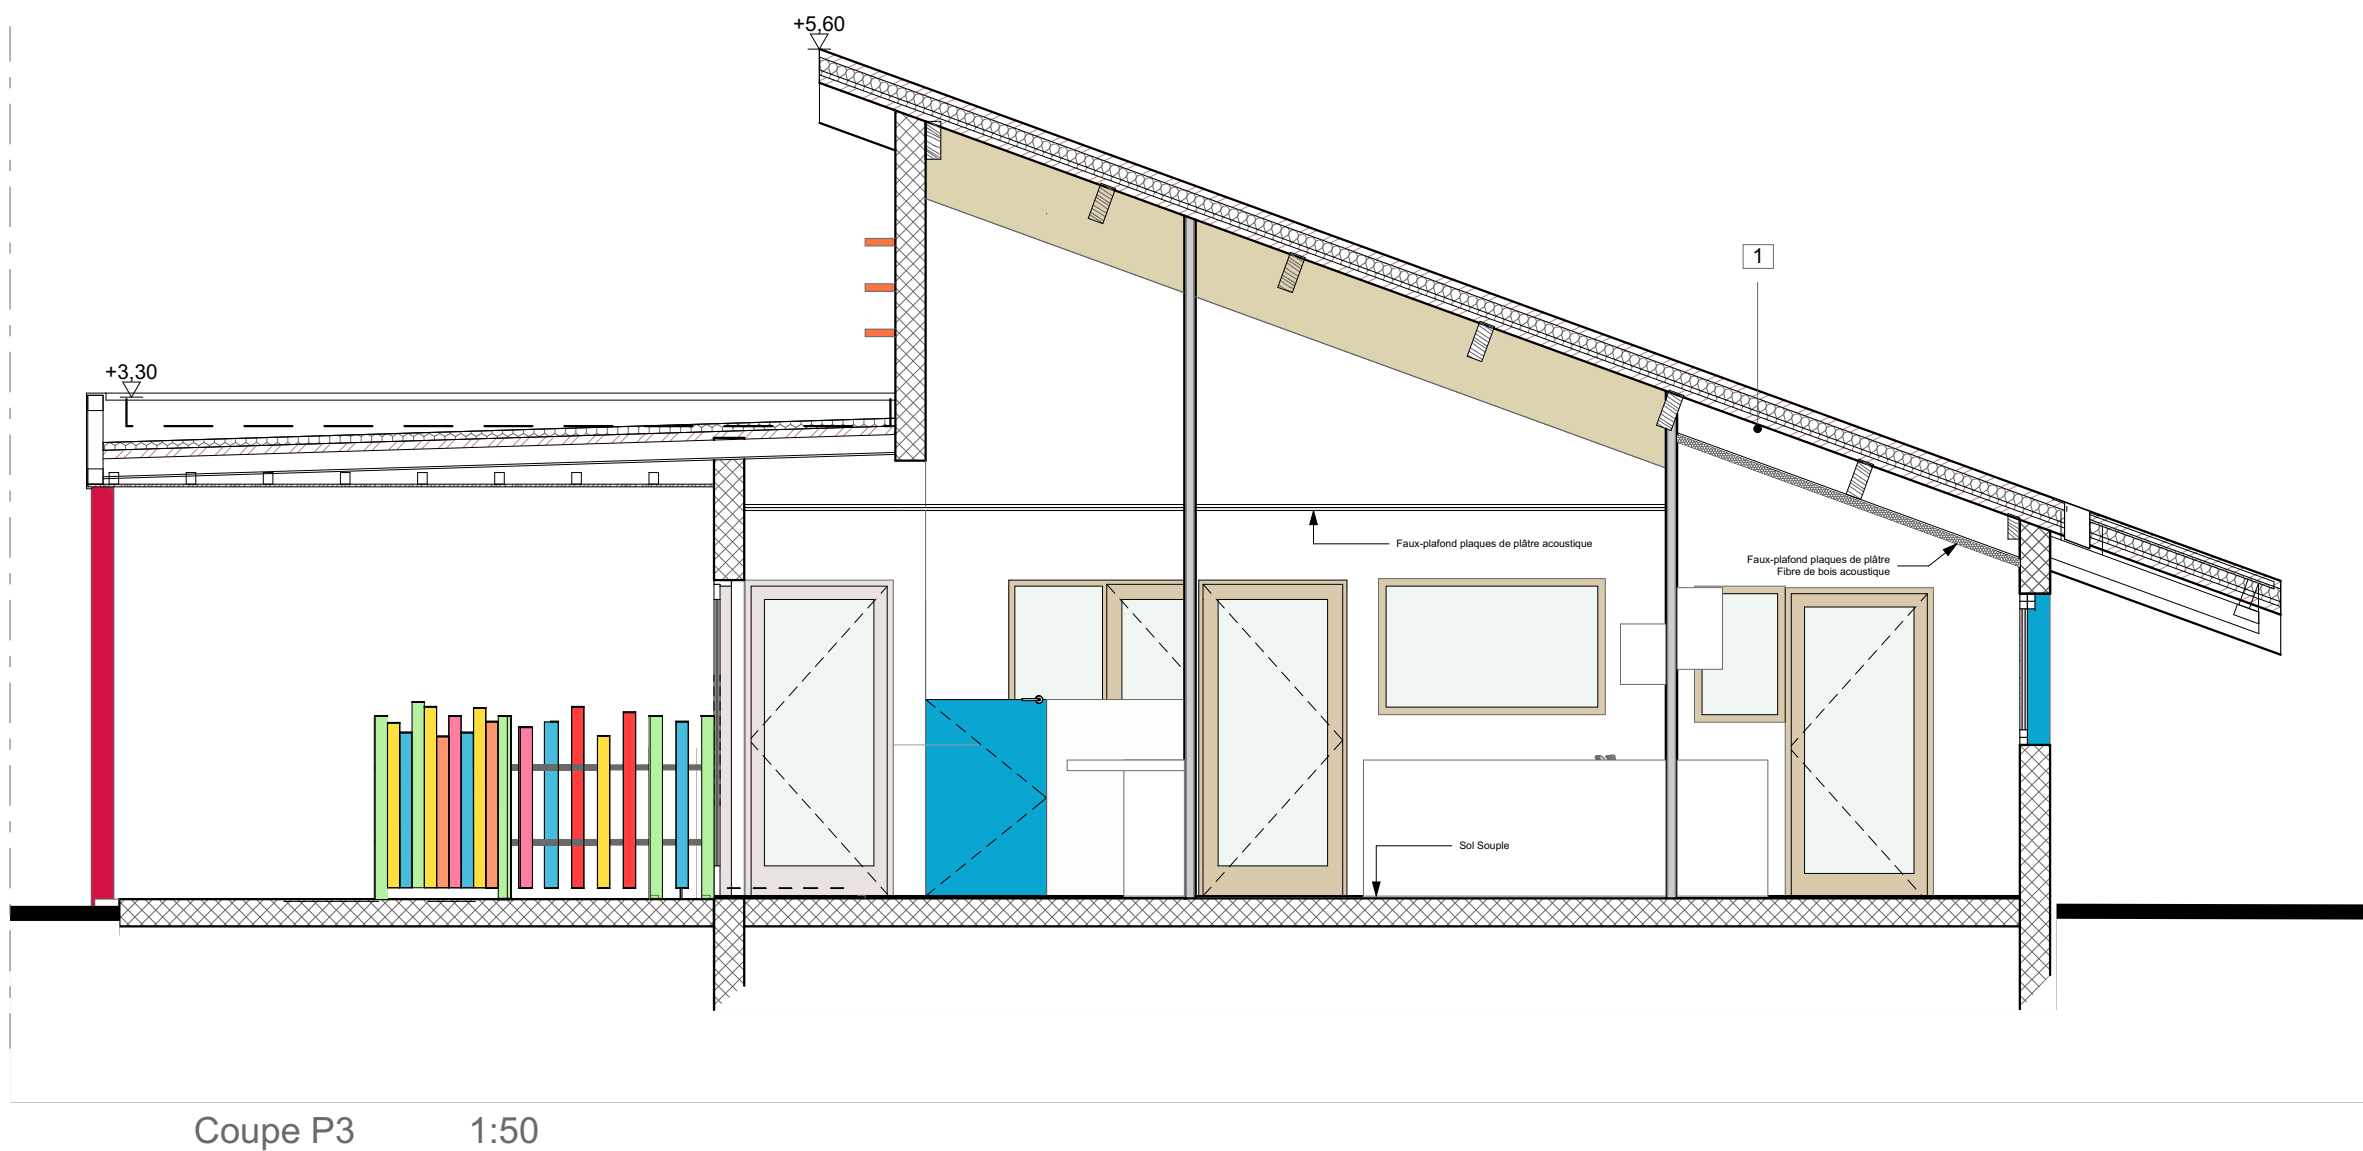 +5,60
1
+3,30
Faux-plafond plaques de plâtre acoustique
Faux-plafond plaques de plâtre
Fibre de bois acoustique
Sol Souple
Coupe P3 1:50